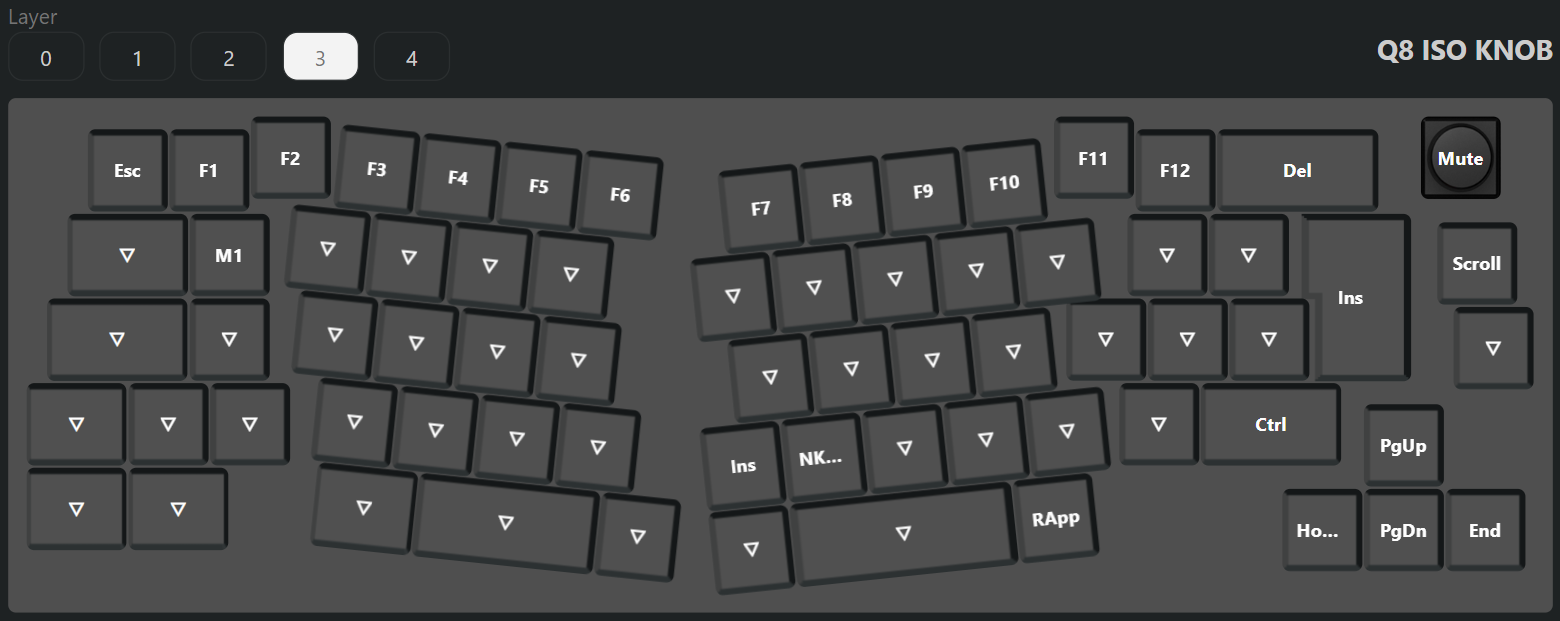 Layer
0 1 2 3 4
Q8 ISO KNOB
Esc F1 F2 F3 F4 F5 F6 F7 F8 F9 F10 F11 F12 Del Mute
▽ M1 ▽ ▽ ▽ ▽ ▽ ▽ ▽ ▽ ▽ ▽ ▽ Ins Scroll
▽ ▽ ▽ ▽ ▽ ▽ ▽ ▽ ▽ ▽ ▽ ▽ ▽ ▽
▽ ▽ ▽ ▽ ▽ ▽ ▽ Ins NK... ▽ ▽ ▽ ▽ Ctrl PgUp
▽ ▽ ▽ ▽ ▽ ▽ ▽ RApp Ho... PgDn End